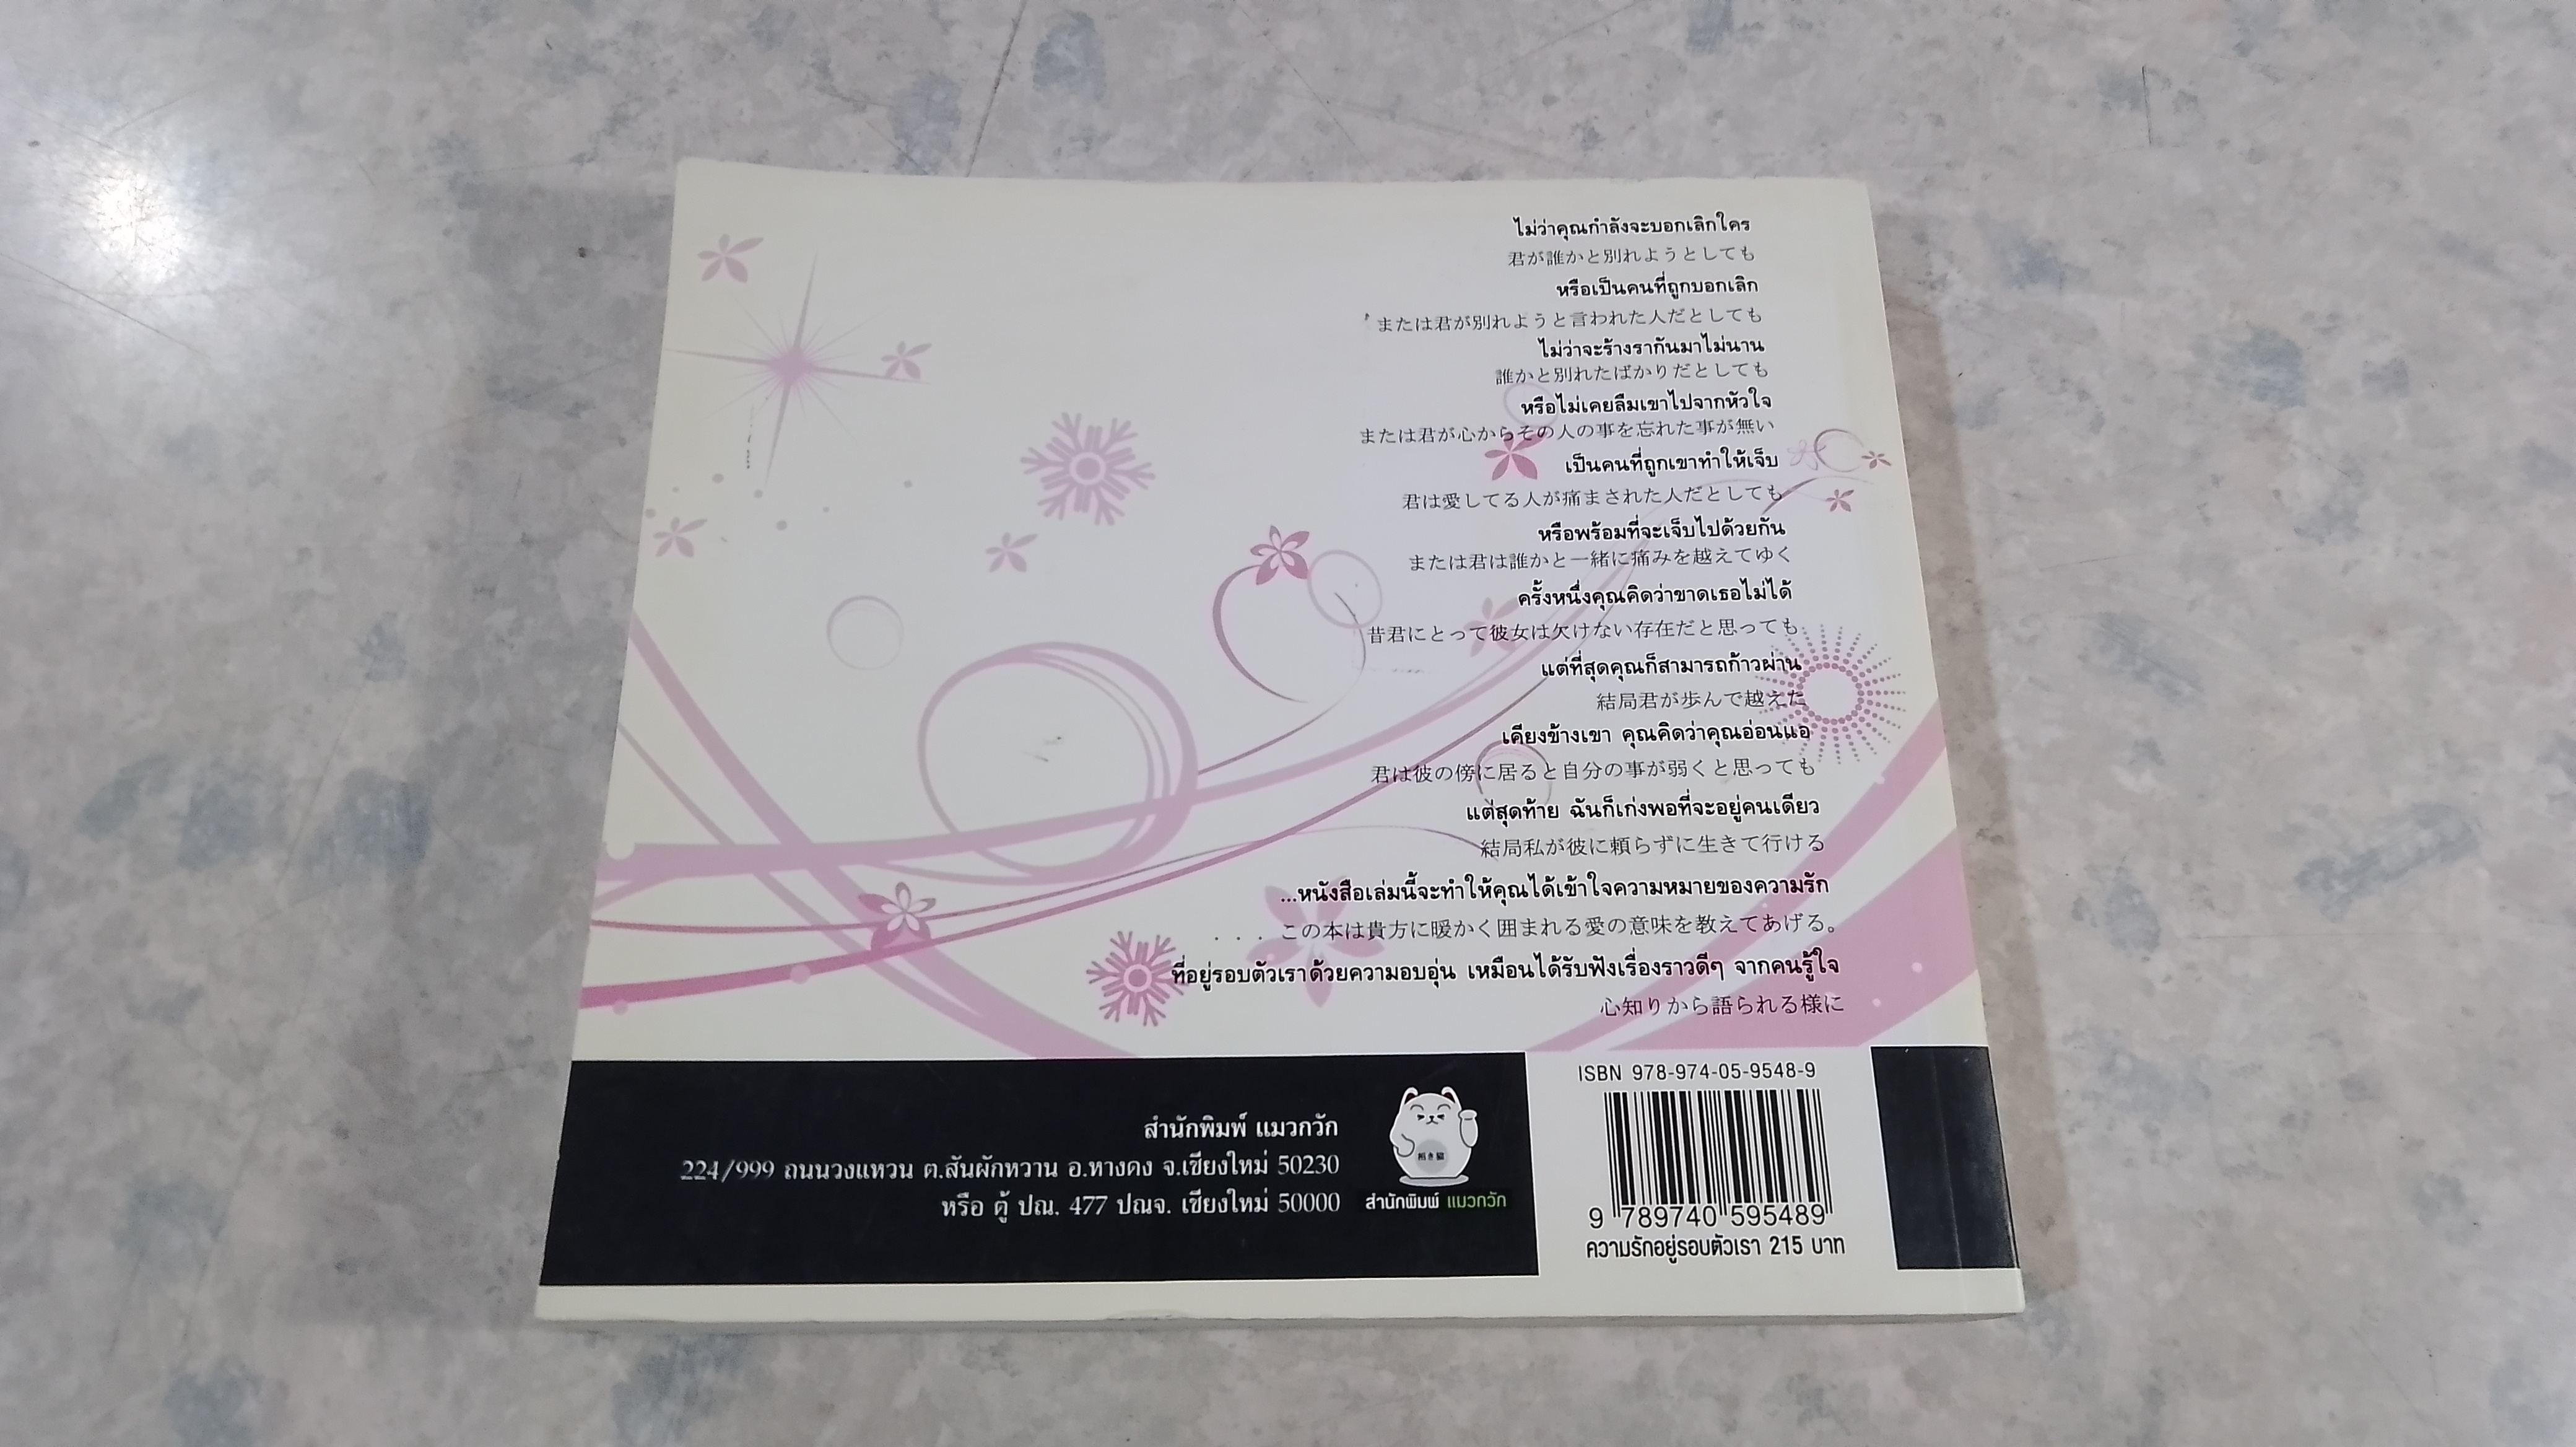 ไม่ว่าคุณกำลังจะบอกเลิกใคร
君が誰かと別れようとしても
หรือเป็นคนที่ถูกบอกเลิก
または君が別れようと言われた人だとしても
ไม่ว่าจะร้างรากันมาไม่นาน
誰かと別れたばかりだとしても
หรือไม่เคยลืมเขาไปจากหัวใจ
または君が心からその人の事を忘れた事が無い
เป็นคนที่ถูกเขาทำให้เจ็บ
君は愛してる人が痛まされた人だとしても
หรือพร้อมที่จะเจ็บไปด้วยกัน
または君は誰かと一緒に痛みを越えてゆく
ครั้งหนึ่งคุณคิดว่าขาดเธอไม่ได้
昔君にとって彼女は欠けない存在だと思っても
แต่ที่สุดคุณก็สามารถก้าวผ่าน
結局君が歩んで越えた
เคียงข้างเขา คุณคิดว่าคุณอ่อนแอ
君は彼の傍に居ると自分の事が弱くと思っても
แต่สุดท้าย ฉันก็เก่งพอที่จะอยู่คนเดียว
結局私が彼に頼らずに生きて行ける
...หนังสือเล่มนี้จะทำให้คุณได้เข้าใจความหมายของความรัก
．．．この本は貴方に暖かく囲まれる愛の意味を教えてあげる。
ที่อยู่รอบตัวเราด้วยความอบอุ่น เหมือนได้รับฟังเรื่องราวดีๆ จากคนรู้ใจ
心知りから語られる様に
สำนักพิมพ์ แมวกวัก
224/999 ถนนวงแหวน ต.สันผักหวาน อ.หางดง จ.เชียงใหม่ 50230
หรือ ตู้ ปณ. 477 ปณจ. เชียงใหม่ 50000
招き猫
สำนักพิมพ์ แมวกวัก
ISBN 978-974-05-9548-9
9 789740 595489
ความรักอยู่รอบตัวเรา 215 บาท